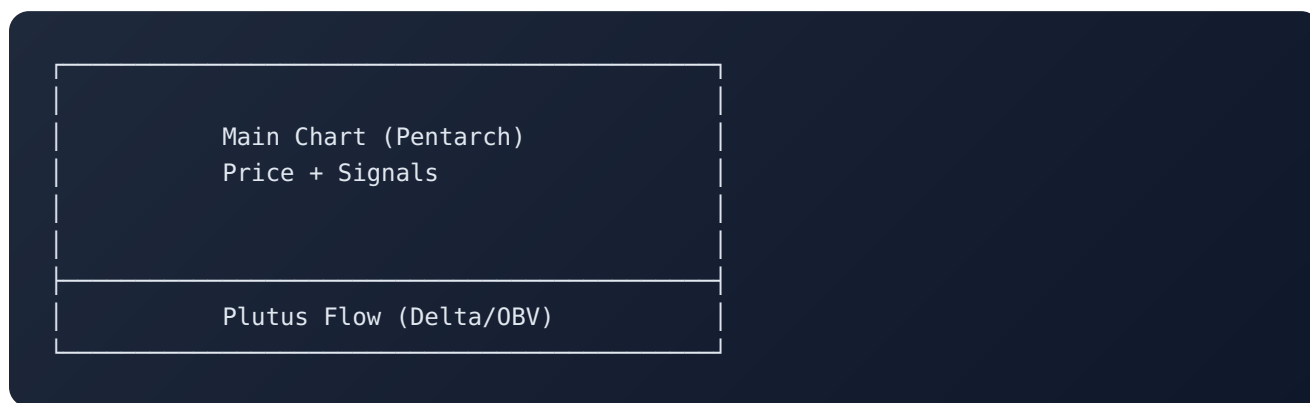 Main Chart (Pentarch)
Price + Signals
Plutus Flow (Delta/OBV)